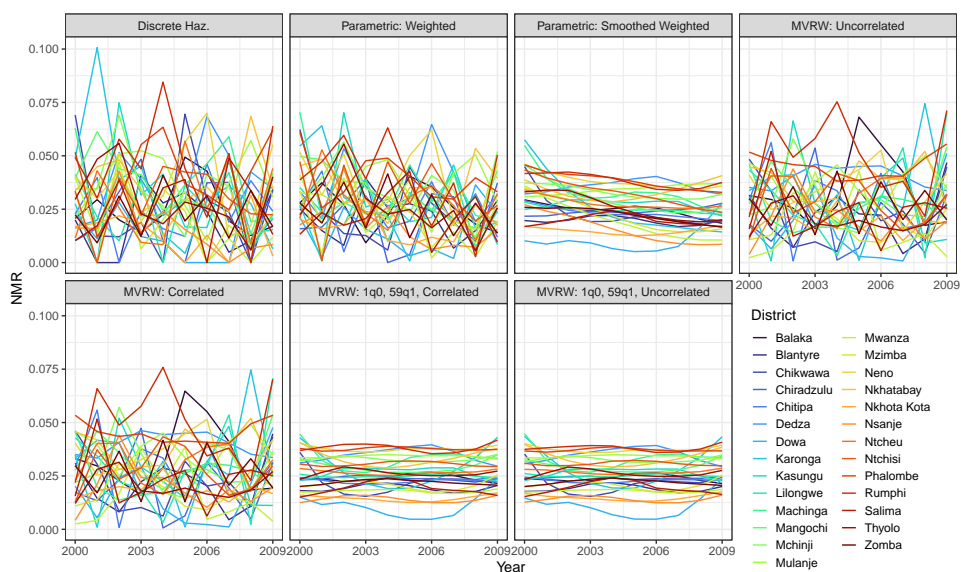 Discrete Haz.
Parametric: Weighted
Parametric: Smoothed Weighted
MVRW: Uncorrelated
0.100
0.075
0.050
0.025
0.000
2000 2003 2006 2009
MVRW: Correlated
MVRW: 1q0, 59q1, Correlated
MVRW: 1q0, 59q1, Uncorrelated
0.100
0.075
0.050
0.025
0.000
2000 2003 2006 2009
2000 2003 2006 2009
2000 2003 2006 2009
NMR
Year
District
Balaka
Blantyre
Chikwawa
Chiradzulu
Chitipa
Dedza
Dowa
Karonga
Kasungu
Lilongwe
Machinga
Mangochi
Mchinji
Mulanje
Mwanza
Mzimba
Neno
Nkhatabay
Nkhota Kota
Nsanje
Ntcheu
Ntchisi
Phalombe
Rumphi
Salima
Thyolo
Zomba